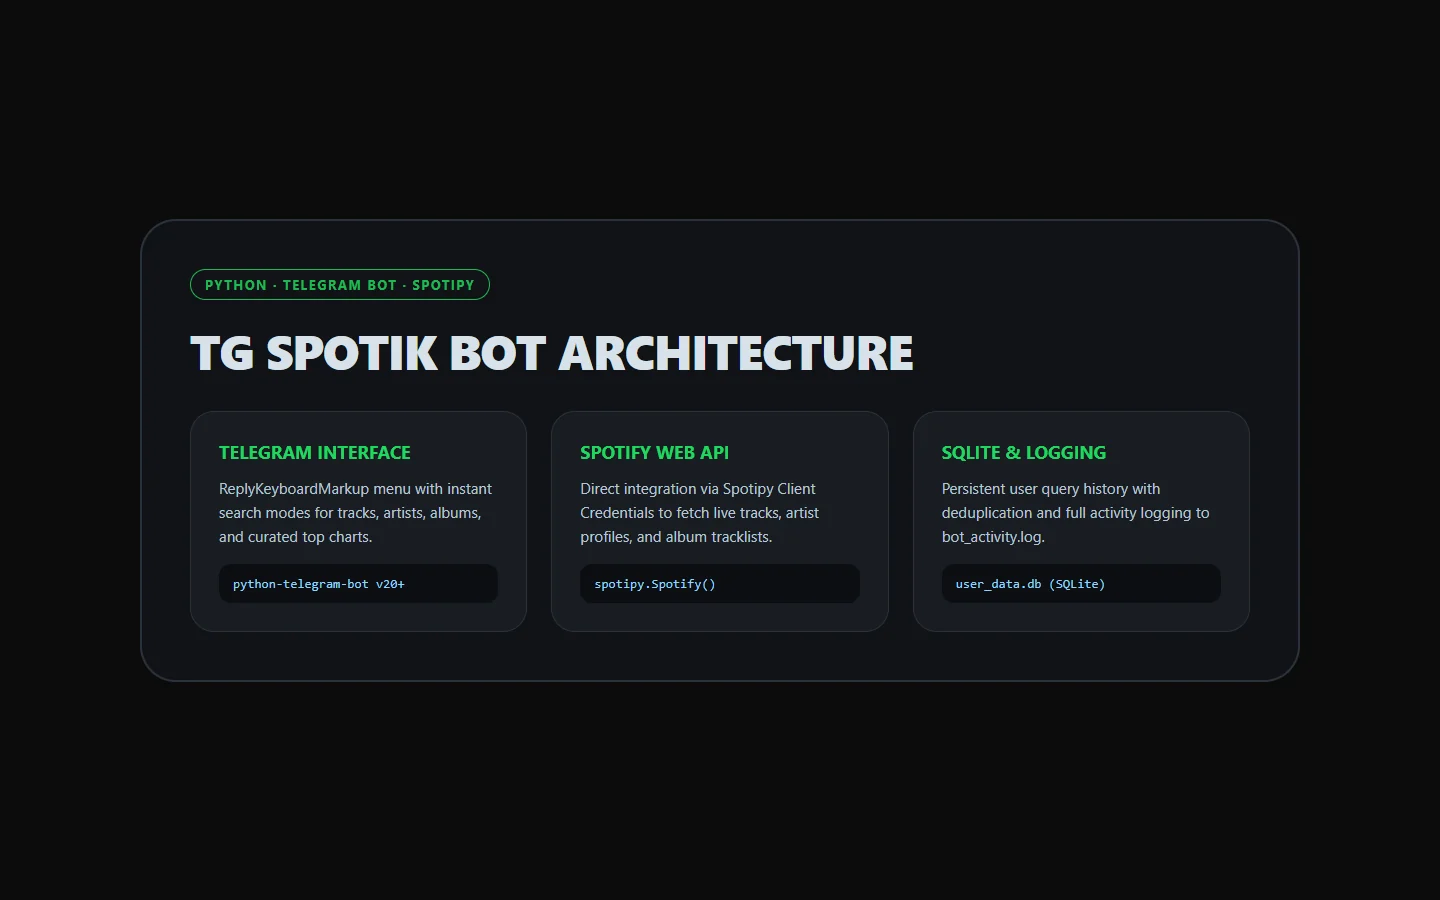 PYTHON · TELEGRAM BOT · SPOTIPY
TG SPOTIK BOT ARCHITECTURE
TELEGRAM INTERFACE
ReplyKeyboardMarkup menu with instant
search modes for tracks, artists, albums,
and curated top charts.
python-telegram-bot v20+
SPOTIFY WEB API
Direct integration via Spotipy Client
Credentials to fetch live tracks, artist
profiles, and album tracklists.
spotipy.Spotify()
SQLITE & LOGGING
Persistent user query history with
deduplication and full activity logging to
bot_activity.log.
user_data.db (SQLite)